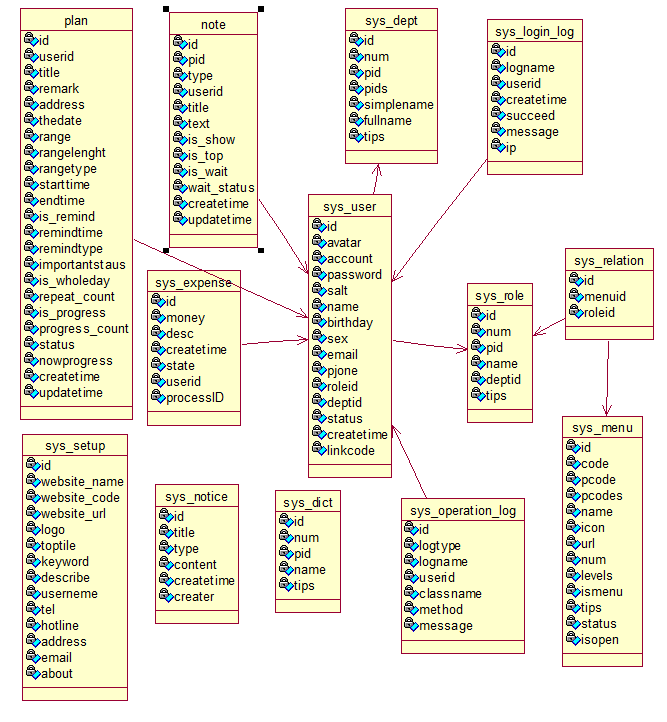 plan
id
userid
title
remark
address
thedate
range
rangelenght
rangetype
starttime
endtime
is_remind
remindtime
remindtype
importantstaus
is_wholeday
repeat_count
is_progress
progress_count
status
nowprogress
createtime
updatetime
note
id
pid
type
userid
title
text
is_show
is_top
is_wait
wait_status
createtime
updatetime
sys_dept
id
num
pid
pids
simplename
fullname
tips
sys_login_log
id
logname
userid
createtime
succeed
message
ip
sys_user
id
avatar
account
password
salt
name
birthday
sex
email
pjone
roleid
deptid
status
createtime
linkcode
sys_expense
id
money
desc
createtime
state
userid
processID
sys_role
id
num
pid
name
deptid
tips
sys_relation
id
menuid
roleid
sys_menu
id
code
pcode
pcodes
name
icon
url
num
levels
ismenu
tips
status
isopen
sys_setup
id
website_name
website_code
website_url
logo
toptile
keyword
describe
userneme
tel
hotline
address
email
about
sys_notice
id
title
type
content
createtime
creater
sys_dict
id
num
pid
name
tips
sys_operation_log
id
logtype
logname
userid
classname
method
message